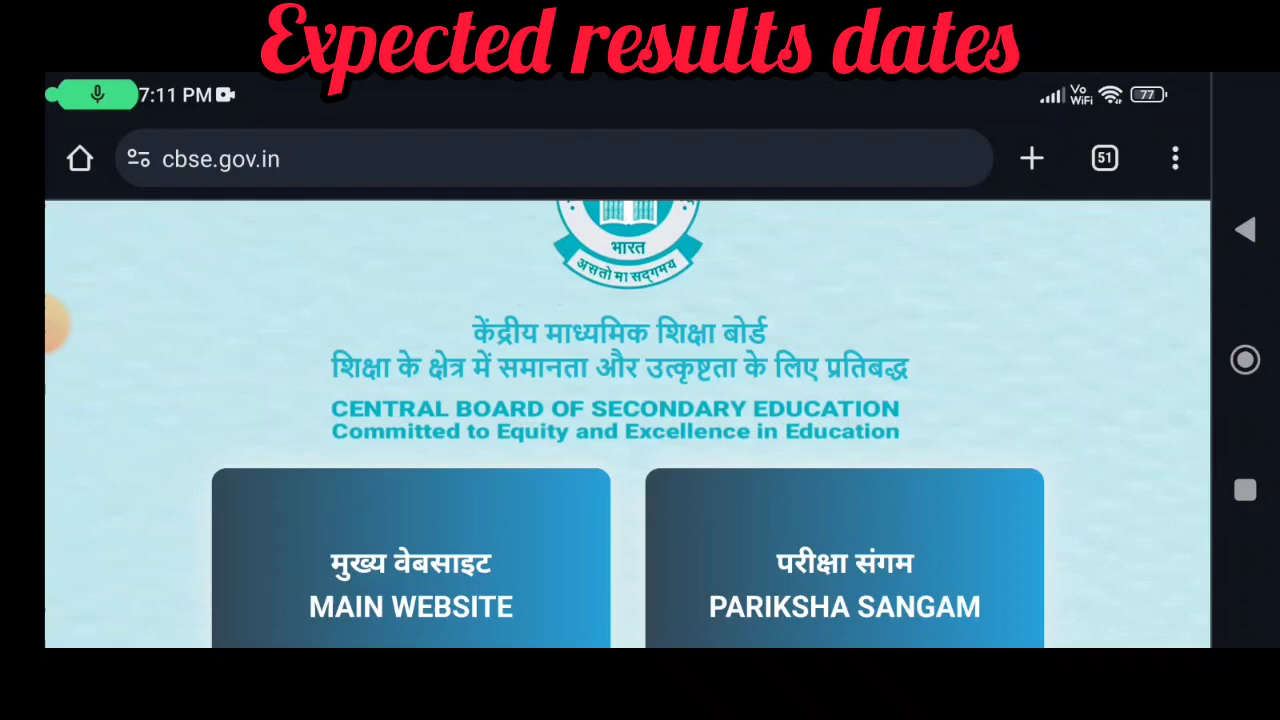 Expected results dates
7:11 PM
Vo
WiFi
77
cbse.gov.in
51
भारत
असतो मा सद्गमय
केंद्रीय माध्यमिक शिक्षा बोर्ड
शिक्षा के क्षेत्र में समानता और उत्कृष्टता के लिए प्रतिबद्ध
CENTRAL BOARD OF SECONDARY EDUCATION
Committed to Equity and Excellence in Education
मुख्य वेबसाइट
MAIN WEBSITE
परीक्षा संगम
PARIKSHA SANGAM